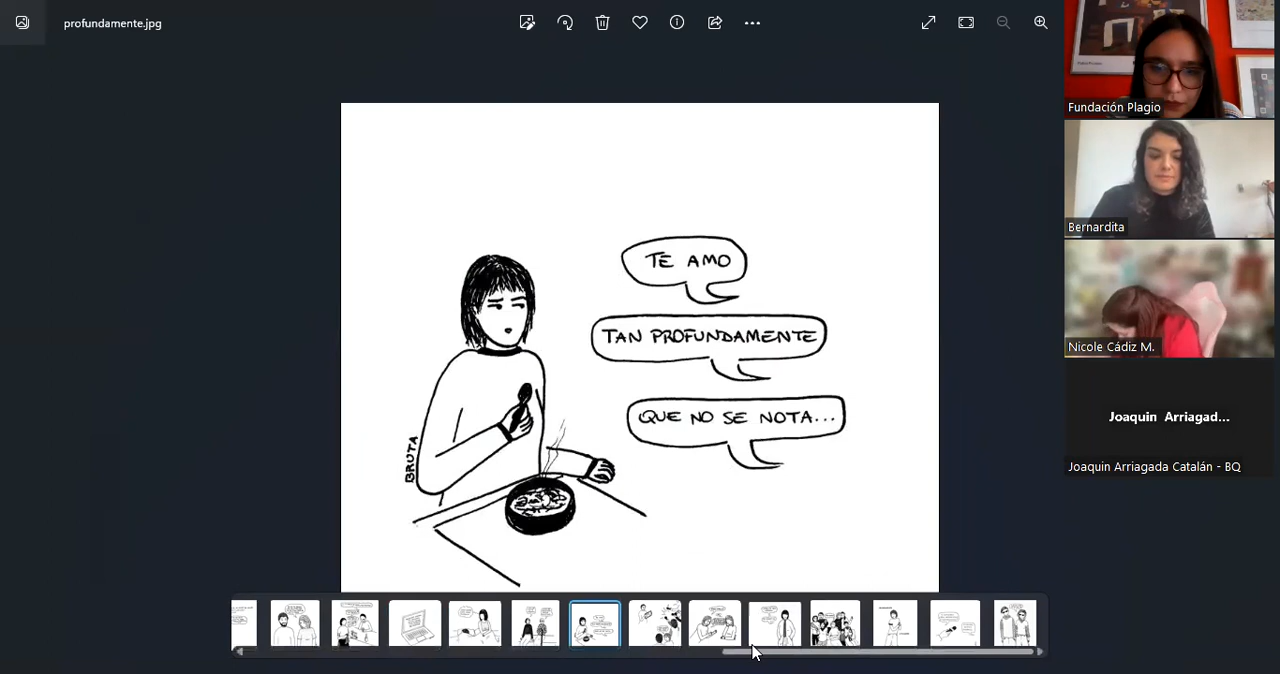 profundamente.jpg
Fundación Plagio
Bernardita
Nicole Cádiz M.
Joaquin Arriagad...
Joaquin Arriagada Catalán - BQ
TE AMO
TAN PROFUNDAMENTE
QUE NO SE NOTA...
BRUTA